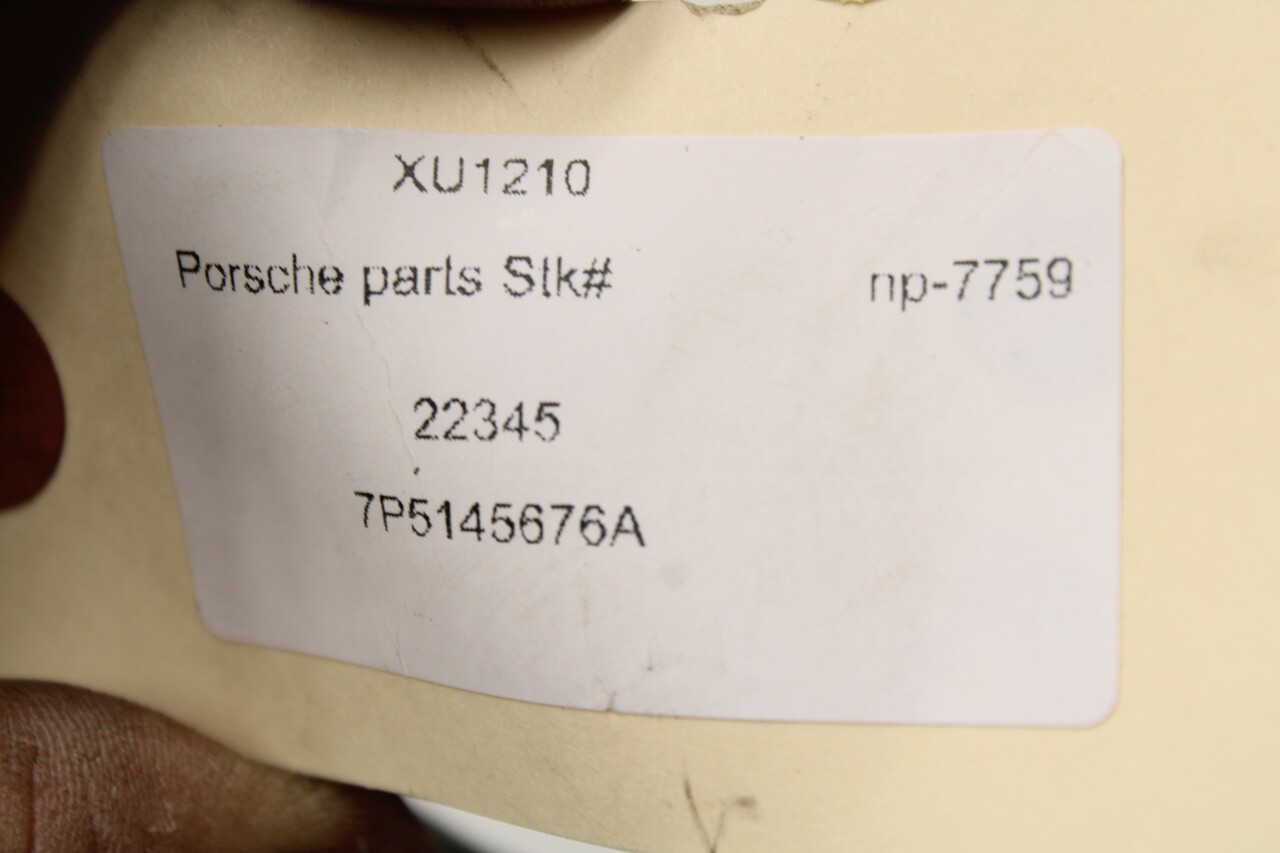 XU1210
Porsche parts Stk# np-7759
22345
7P5145676A